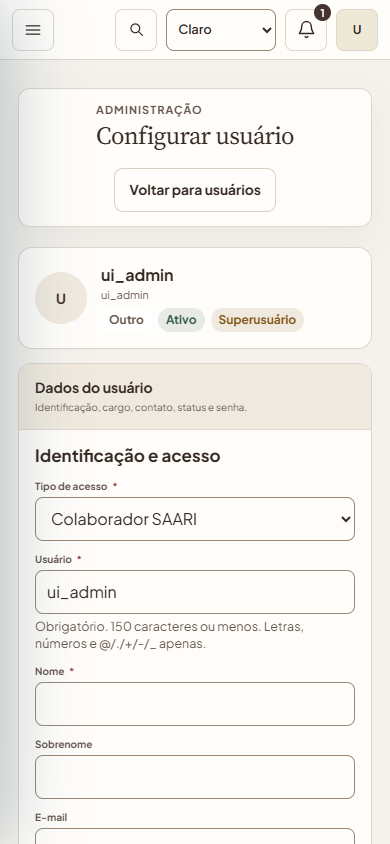 Claro
1
U
ADMINISTRAÇÃO
Configurar usuário
Voltar para usuários
U
ui_admin
ui_admin
Outro
Ativo
Superusuário
Dados do usuário
Identificação, cargo, contato, status e senha.
Identificação e acesso
Tipo de acesso *
Colaborador SAARI
Usuário *
ui_admin
Obrigatório. 150 caracteres ou menos. Letras,
números e @/./+/-/_ apenas.
Nome *
Sobrenome
E-mail